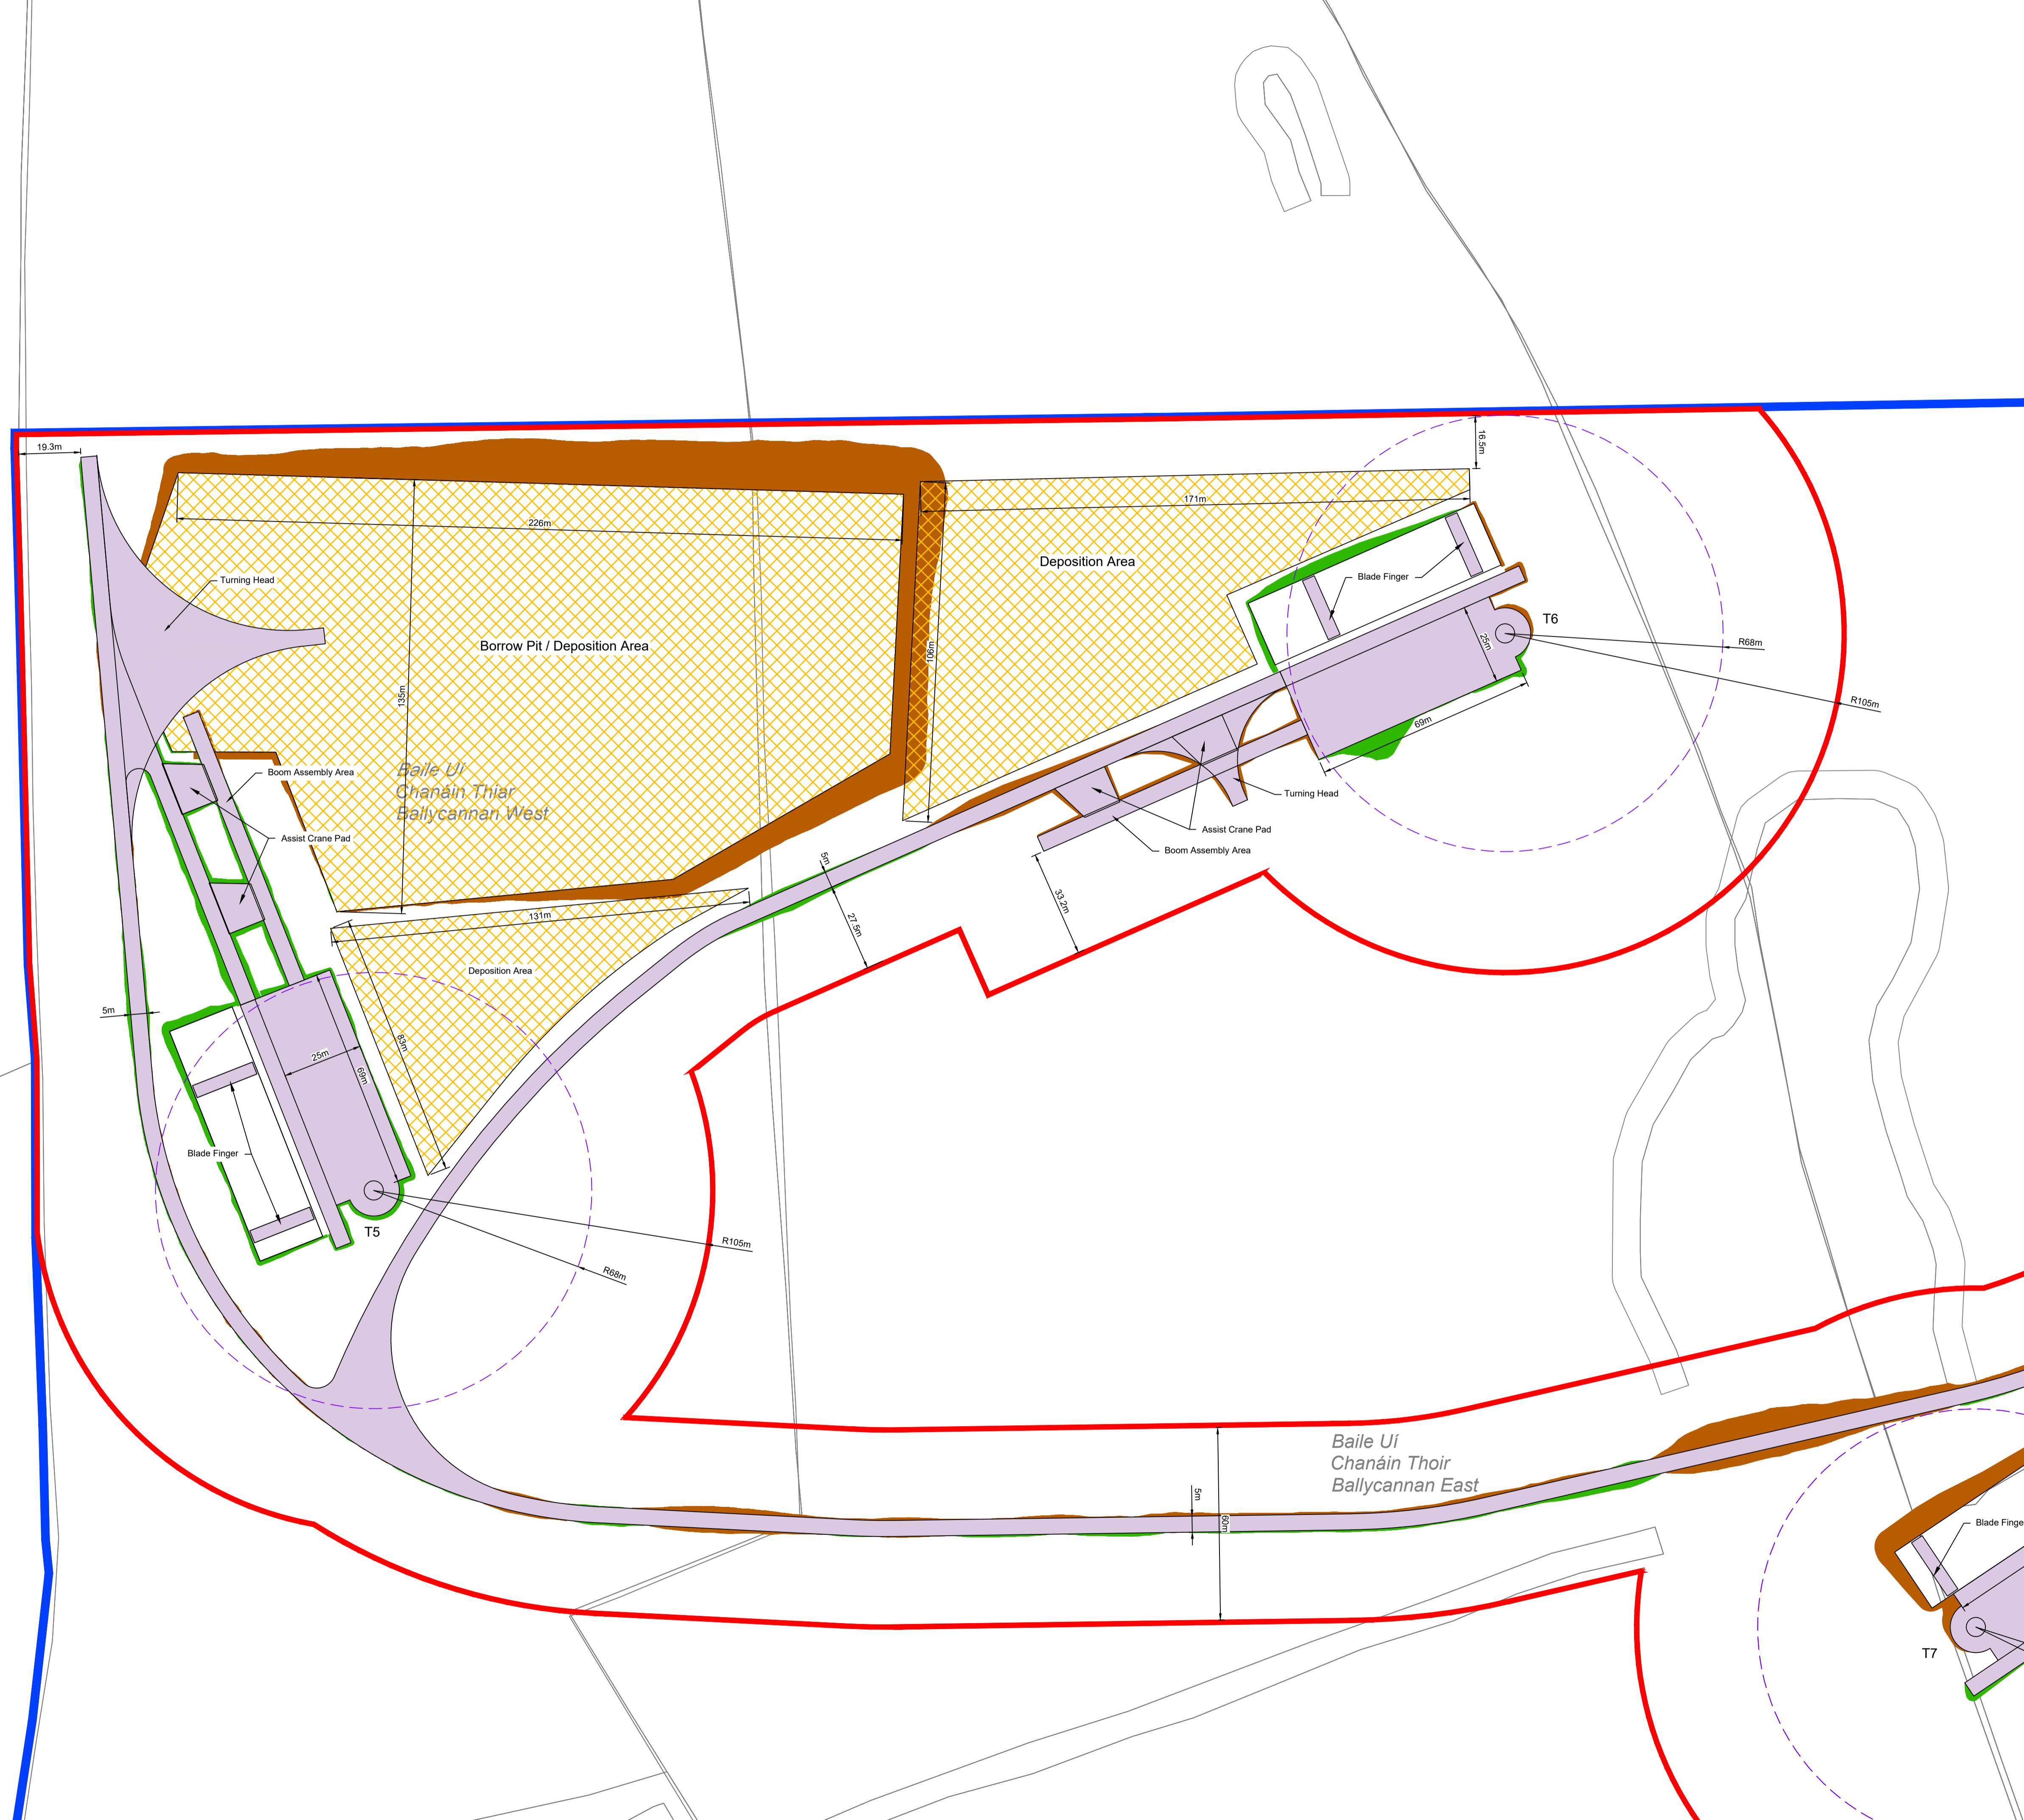 19.3m
16.5m
171m
226m
Deposition Area
Turning Head
Blade Finger
T6
Borrow Pit / Deposition Area
106m
25m
R68m
135m
R105m
69m
Baile Uí
Chanáin Thiar
Ballycannan West
Boom Assembly Area
Turning Head
Assist Crane Pad
Assist Crane Pad
Boom Assembly Area
5m
33.2m
27.5m
131m
Deposition Area
5m
83m
25m
69m
Blade Finger
T5
R105m
R68m
Baile Uí
Chanáin Thoir
Ballycannan East
5m
60m
Blade Finge
T7